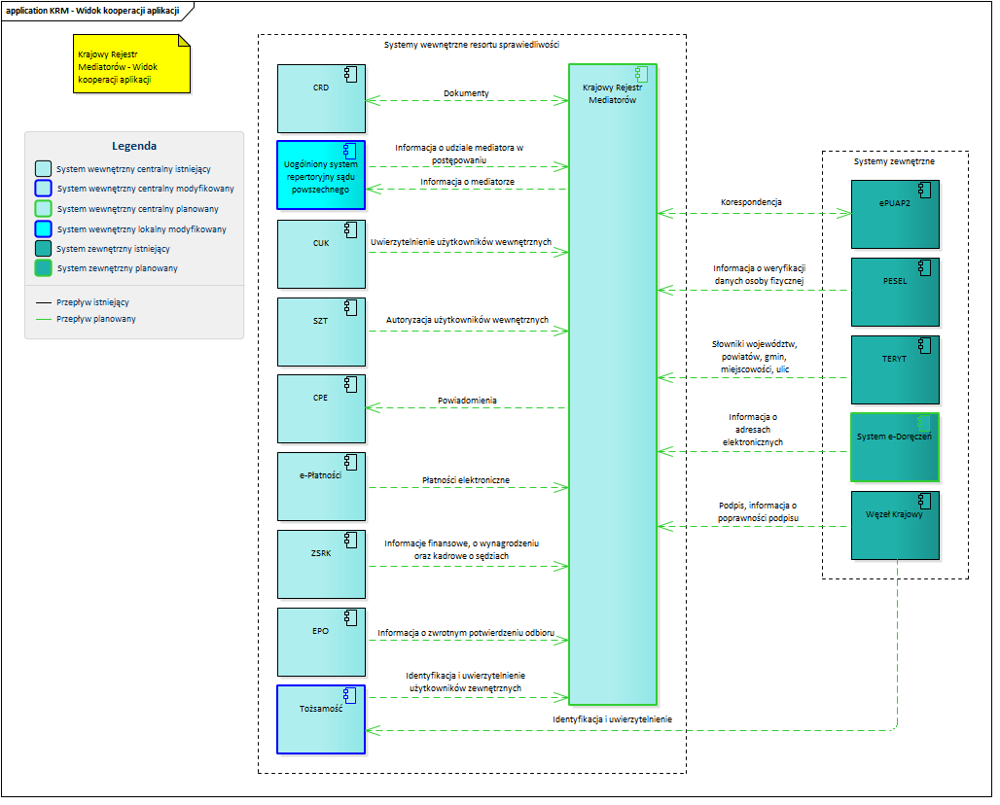 application KRM - Widok kooperacji aplikacji
Krajowy Rejestr
Mediatorów - Widok
kooperacji aplikacji
Legenda
System wewnętrzny centralny istniejący
System wewnętrzny centralny modyfikowany
System wewnętrzny centralny planowany
System wewnętrzny lokalny modyfikowany
System zewnętrzny istniejący
System zewnętrzny planowany
Przepływ istniejący
Przepływ planowany
Systemy wewnętrzne resortu sprawiedliwości
CRD
Dokumenty
Krajowy Rejestr
Mediatorów
Uogólniony system
repertoryjny sądu
powszechnego
Informacja o udziale mediatora w
postępowaniu
Informacja o mediatorze
CUK
Uwierzytelnienie użytkowników wewnętrznych
SZT
Autoryzacja użytkowników wewnętrznych
CPE
Powiadomienia
e-Płatności
Płatności elektroniczne
ZSRK
Informacje finansowe, o wynagrodzeniu
oraz kadrowe o sędziach
EPO
Informacja o zwrotnym potwierdzeniu odbioru
Tożsamość
Identyfikacja i uwierzytelnienie
użytkowników zewnętrznych
Identyfikacja i uwierzytelnienie
Systemy zewnętrzne
ePUAP2
Korespondencja
PESEL
Informacja o weryfikacji
danych osoby fizycznej
TERYT
Słowniki województw,
powiatów, gmin,
miejscowości, ulic
System e-Doręczeń
Informacja o
adresach
elektronicznych
Węzeł Krajowy
Podpis, informacja o
poprawności podpisu